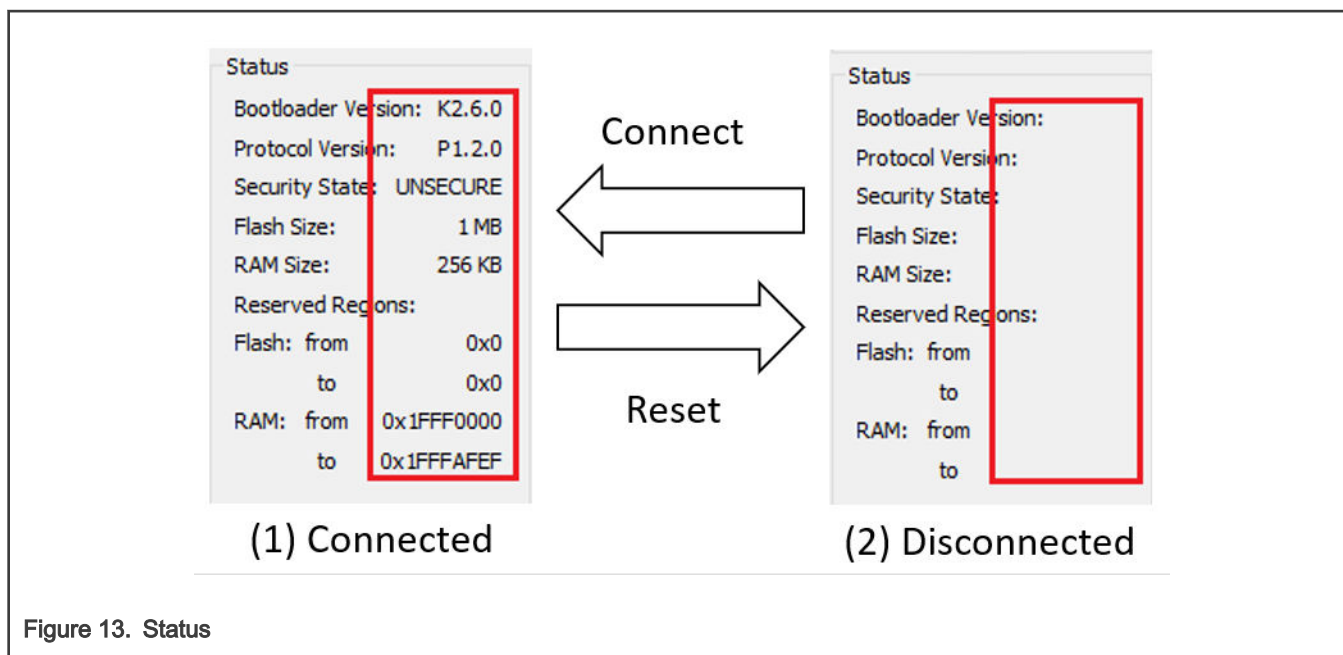 Status
Bootloader Version: K2.6.0
Protocol Version: P1.2.0
Security State: UNSECURE
Flash Size: 1 MB
RAM Size: 256 KB
Reserved Regions:
Flash: from 0x0
to 0x0
RAM: from 0x1FFF0000
to 0x1FFFAFEF
(1) Connected
Connect
Reset
Status
Bootloader Version:
Protocol Version:
Security State:
Flash Size:
RAM Size:
Reserved Regions:
Flash: from
to
RAM: from
to
(2) Disconnected
Figure 13. Status